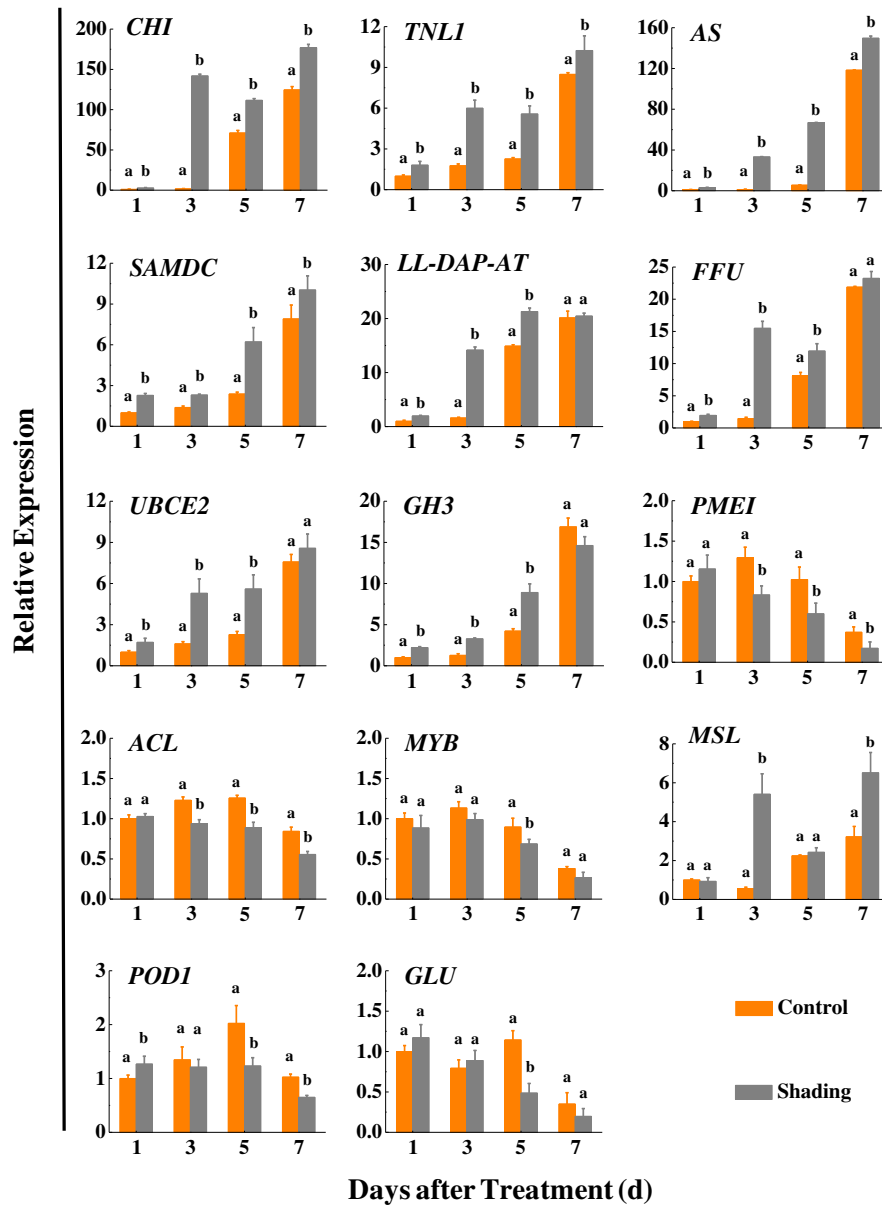 Relative Expression
CHI
200
150
100
50
0
a b a b a b a b
1 3 5 7
TNL1
12
9
6
3
0
a b a b a b a b
1 3 5 7
AS
160
120
80
40
0
a b a b a b a b
1 3 5 7
SAMDC
12
9
6
3
0
a b a b a b a b
1 3 5 7
LL-DAP-AT
30
20
10
0
a b a b a b a a
1 3 5 7
FFU
25
20
15
10
5
0
a b a b a b a a
1 3 5 7
UBCE2
12
9
6
3
0
a b a b a b a a
1 3 5 7
GH3
20
15
10
5
0
a b a b a b a a
1 3 5 7
PMEI
2.0
1.5
1.0
0.5
0.0
a a a b a b a b
1 3 5 7
ACL
2.0
1.5
1.0
0.5
0.0
a a a b a b a b
1 3 5 7
MYB
2.0
1.5
1.0
0.5
0.0
a a a a a b a a
1 3 5 7
MSL
8
6
4
2
0
a a a b a a a b
1 3 5 7
POD1
3
2
1
0
a b a a a b a b
1 3 5 7
GLU
2.0
1.5
1.0
0.5
0.0
a a a a a b a a
1 3 5 7
Control
Shading
Days after Treatment (d)